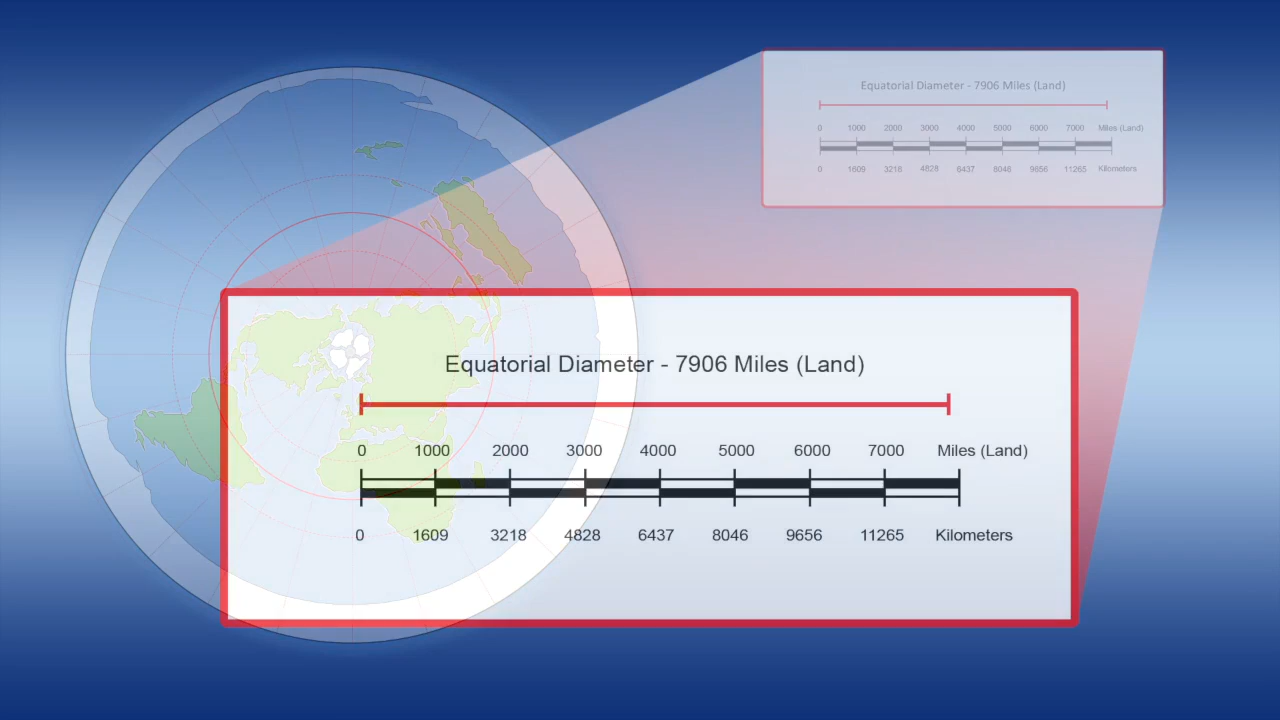 Equatorial Diameter - 7906 Miles (Land)
0 1000 2000 3000 4000 5000 6000 7000 Miles (Land)
0 1609 3218 4828 6437 8046 9656 11265 Kilometers
Equatorial Diameter - 7906 Miles (Land)
0 1000 2000 3000 4000 5000 6000 7000 Miles (Land)
0 1609 3218 4828 6437 8046 9656 11265 Kilometers